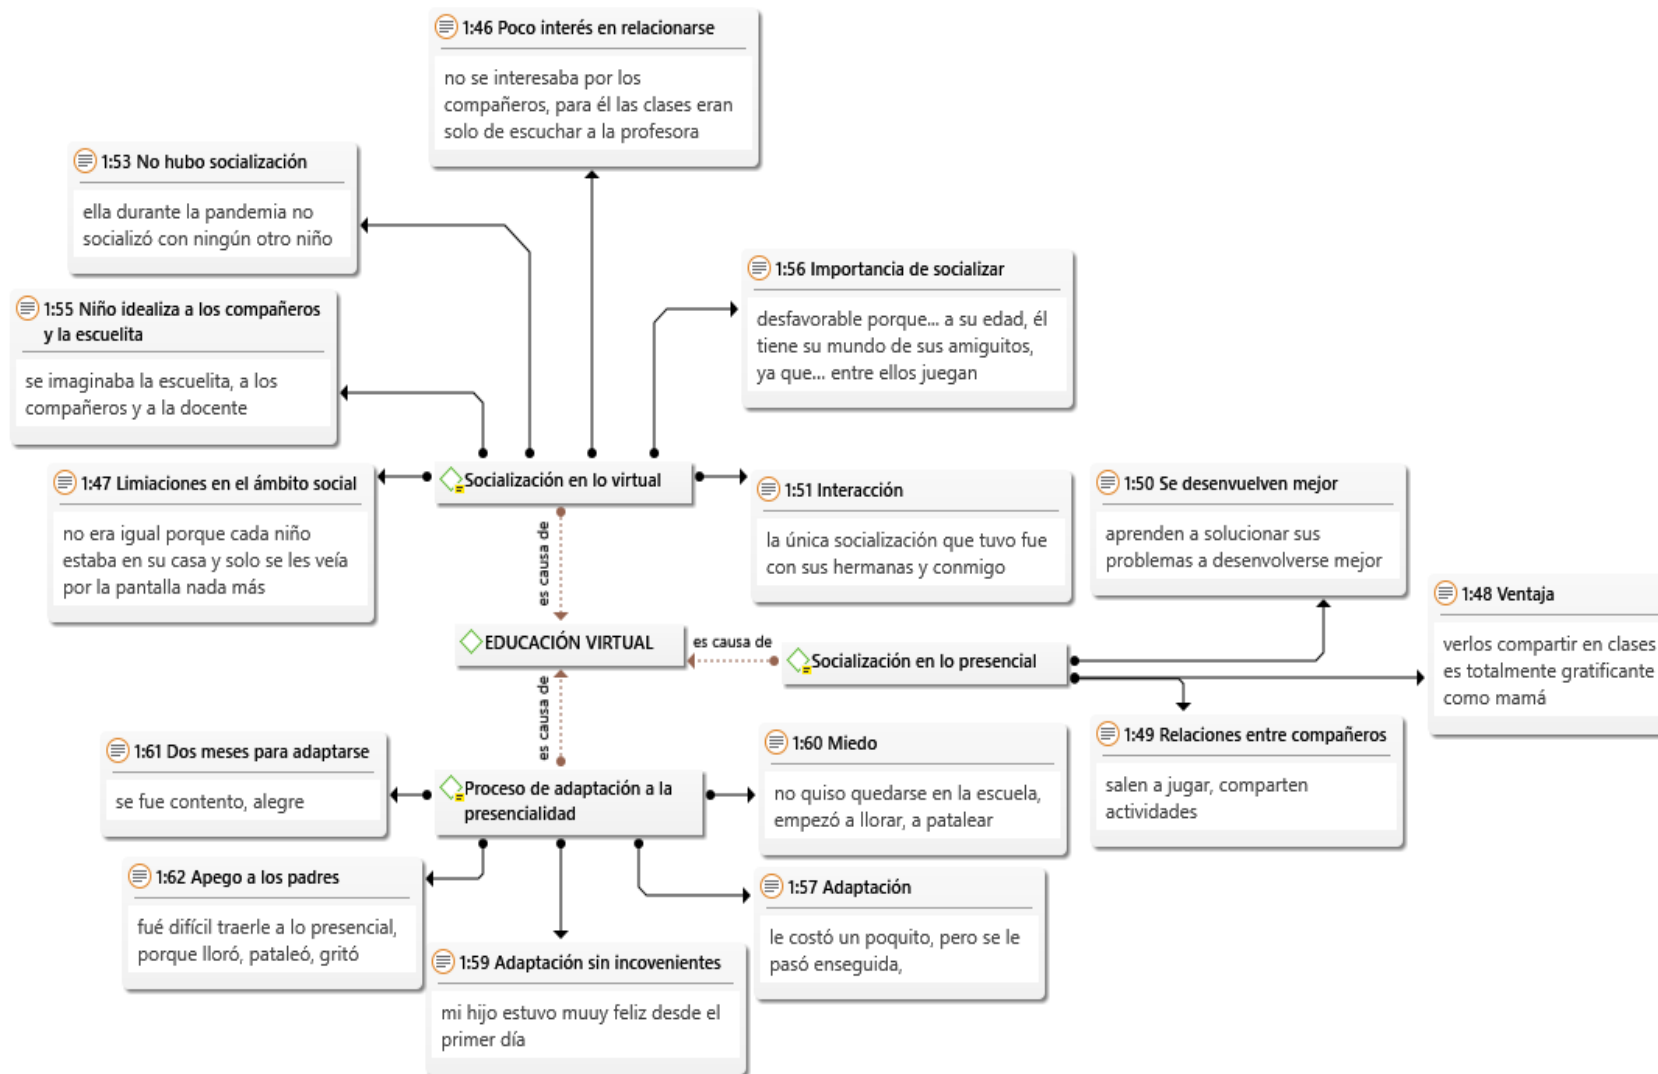 1:46 Poco interés en relacionarse
no se interesaba por los
compañeros, para él las clases eran
solo de escuchar a la profesora
1:53 No hubo socialización
ella durante la pandemia no
socializó con ningún otro niño
1:56 Importancia de socializar
desfavorable porque... a su edad, él
tiene su mundo de sus amiguitos,
ya que... entre ellos juegan
1:55 Niño idealiza a los compañeros
y la escuelita
se imaginaba la escuelita, a los
compañeros y a la docente
1:47 Limiaciones en el ámbito social
no era igual porque cada niño
estaba en su casa y solo se les veía
por la pantalla nada más
Socialización en lo virtual
1:51 Interacción
la única socialización que tuvo fue
con sus hermanas y conmigo
1:50 Se desenvuelven mejor
aprenden a solucionar sus
problemas a desenvolverse mejor
es causa de
1:48 Ventaja
verlos compartir en clases
es totalmente gratificante
como mamá
EDUCACIÓN VIRTUAL
es causa de
Socialización en lo presencial
es causa de
1:49 Relaciones entre compañeros
salen a jugar, comparten
actividades
1:61 Dos meses para adaptarse
se fue contento, alegre
Proceso de adaptación a la
presencialidad
1:60 Miedo
no quiso quedarse en la escuela,
empezó a llorar, a patalear
1:62 Apego a los padres
fué difícil traerle a lo presencial,
porque lloró, pataleó, gritó
1:57 Adaptación
le costó un poquito, pero se le
pasó enseguida,
1:59 Adaptación sin incovenientes
mi hijo estuvo muuy feliz desde el
primer día